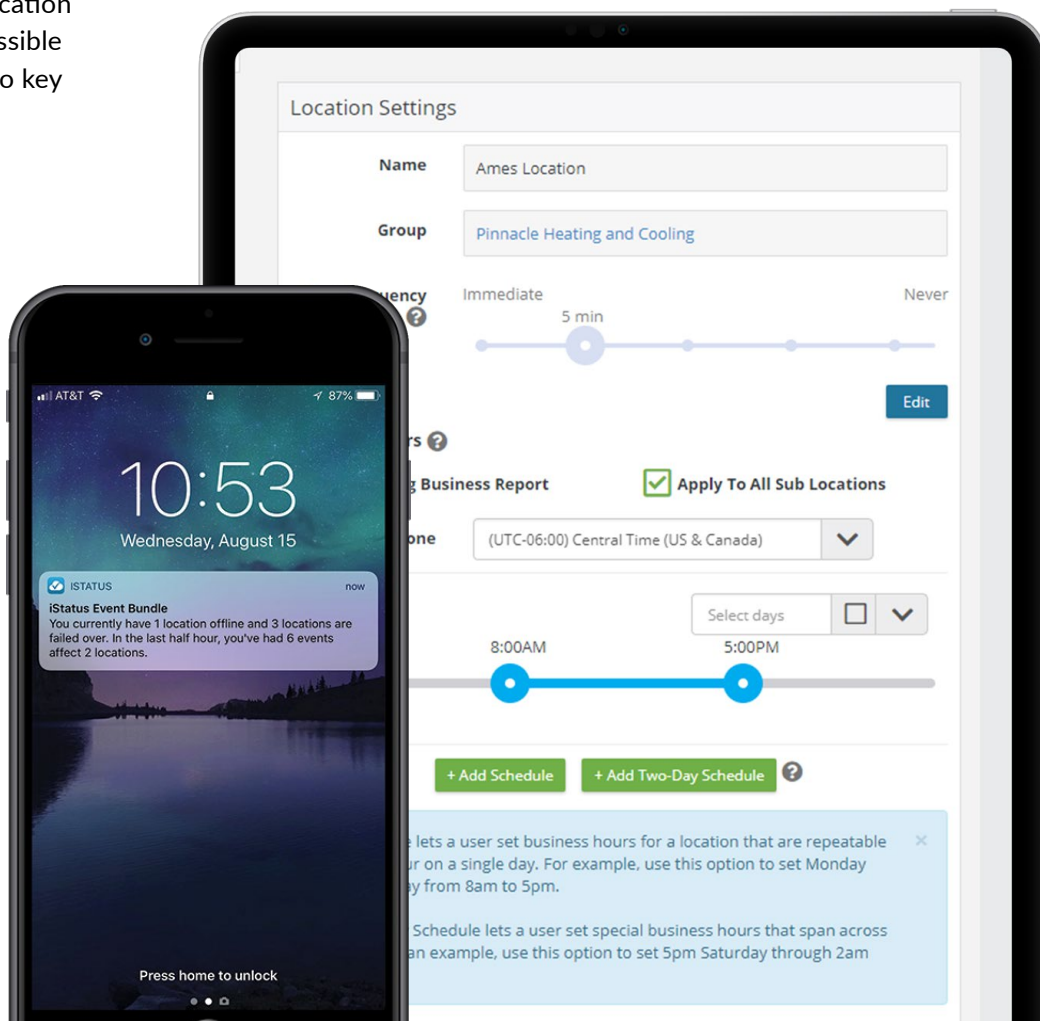 o key
Location Settings
Name
Ames Location
Group
Pinnacle Heating and Cooling
Immediate
Never
5 min
Edit
Business Report
Apply To All Sub Locations
(UTC-06:00) Central Time (US & Canada)
Select days
8:00AM
5:00PM
+ Add Schedule
+ Add Two-Day Schedule
lets a user set business hours for a location that are repeatable
on a single day. For example, use this option to set Monday
from 8am to 5pm.
Schedule lets a user set special business hours that span across
an example, use this option to set 5pm Saturday through 2am
AT&T
87%
10:53
Wednesday, August 15
ISTATUS
now
iStatus Event Bundle
You currently have 1 location offline and 3 locations are
failed over. In the last half hour, you've had 6 events
affect 2 locations.
Press home to unlock